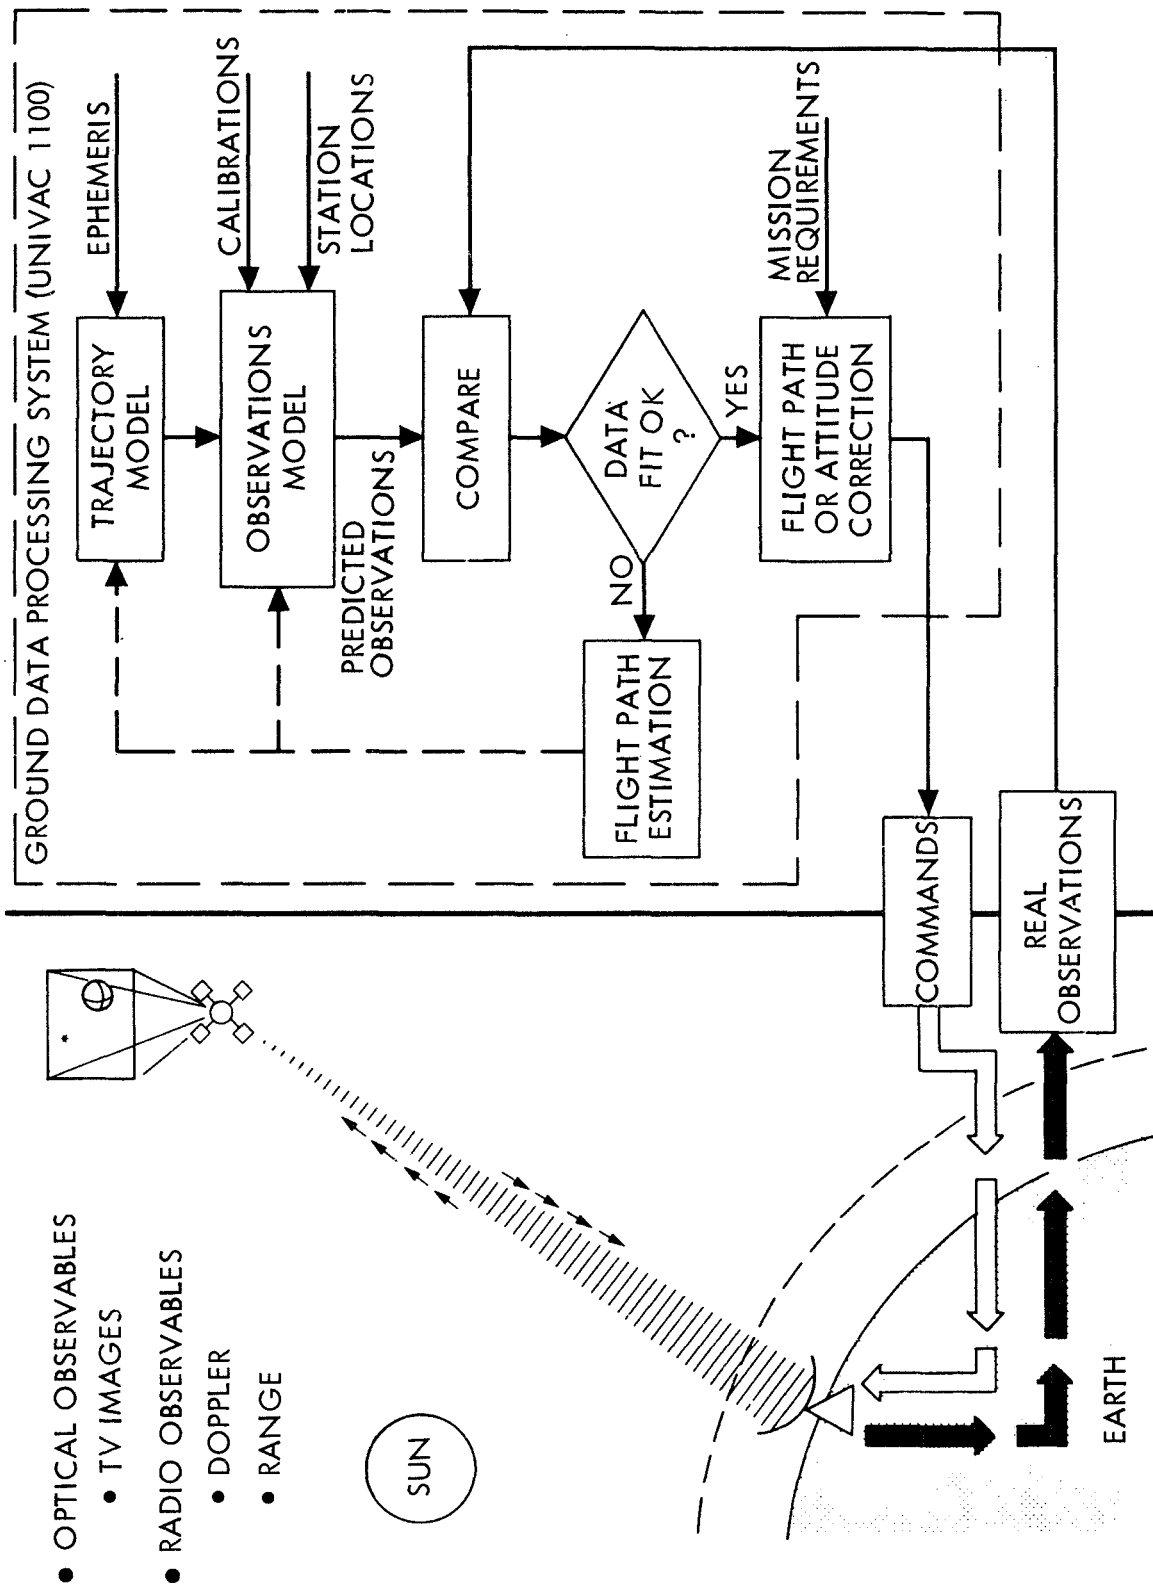 • OPTICAL OBSERVABLES
• TV IMAGES
• RADIO OBSERVABLES
• DOPPLER
• RANGE
SUN
EARTH
GROUND DATA PROCESSING SYSTEM (UNIVAC 1100)
EPHEMERIS
TRAJECTORY
MODEL
CALIBRATIONS
STATION
LOCATIONS
OBSERVATIONS
MODEL
PREDICTED
OBSERVATIONS
COMPARE
DATA
FIT OK
?
NO
YES
FLIGHT PATH
ESTIMATION
MISSION
REQUIREMENTS
FLIGHT PATH
OR ATTITUDE
CORRECTION
COMMANDS
REAL
OBSERVATIONS